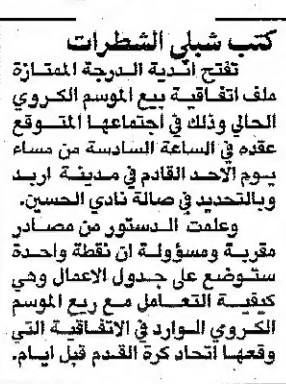 كتب شبلي الشطرات
تفتح أندية الدرجة الممتازة
ملف اتفاقية بيع الموسم الكروي
الحالي وذلك في اجتماعها المتوقع
عقده في الساعة السادسة من مساء
يوم الاحد القادم في مدينة اربد
وبالتحديد في صالة نادي الحسين.
وعلمت الدستور من مصادر
مقربة ومسؤولة ان نقطة واحدة
ستوضع على جدول الاعمال وهي
كيفية التعامل مع ريع الموسم
الكروي الوارد في الاتفاقية التي
وقعها اتحاد كرة القدم قبل ايام.